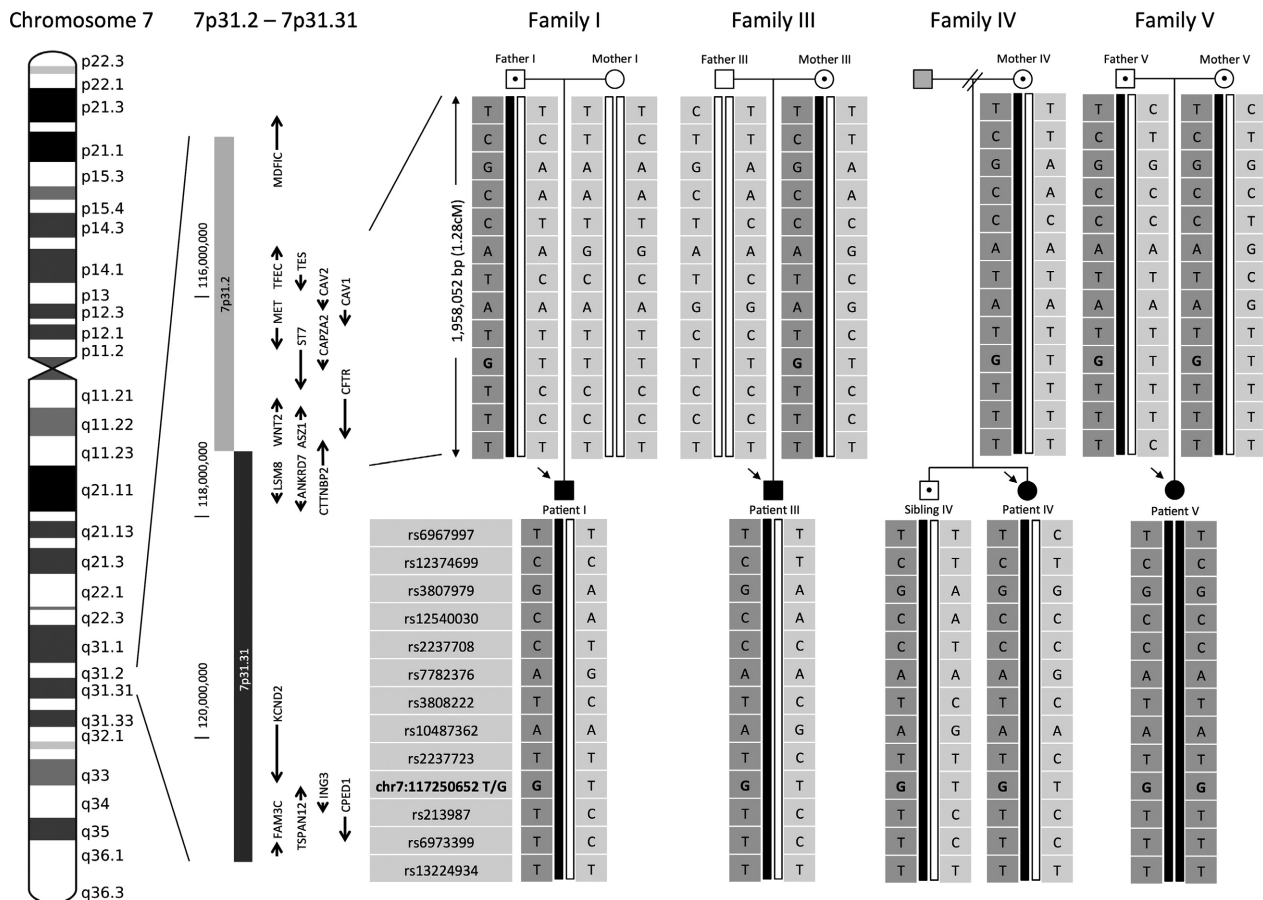 Chromosome 7
7p31.2 – 7p31.31
Family I
Family III
Family IV
Family V
p22.3
p22.1
p21.3
p21.1
p15.3
p15.4
p14.3
p14.1
p13
p12.3
p12.1
p11.2
q11.21
q11.22
q11.23
q21.11
q21.13
q21.3
q22.1
q22.3
q31.1
q31.2
q31.31
q31.33
q32.1
q33
q34
q35
q36.1
q36.3
116,000,000
118,000,000
120,000,000
7p31.2
7p31.31
MDFIC
TFEC
TES
CAV2
CAV1
MET
ST7
CAPZA2
CFTR
WNT2
ASZ1
LSM8
ANKRD7
CTTNBP2
KCND2
ING3
CPED1
FAM3C
TSPAN12
1,958,052 bp (1.28cM)
Father I Mother I Father III Mother III Mother IV Father V Mother V
T T T T C T T T T T T C T C
C C T C T T C T C T C T C T
G A A A G A G A G A G G G G
C A A A C A C A C A C C C C
C T A T T C C C C C C C C T
A A G G A G A G A A A A A G
T C T C T C T C T T T T T C
A A T A G G A G A A A A A G
T T T T C C T C T T T T T T
G T T T T T G T G T G T G T
T C C C C C T C T T T T T T
T C C C C C T C T T T T T T
T T T T T T T T T T T C T T
Patient I Patient III Sibling IV Patient IV Patient V
rs6967997 T T T T T T T C T T
rs12374699 C C C T C T C T C C
rs3807979 G A G A G A G G G G
rs12540030 C A C A C A C C C C
rs2237708 C T C C C T C C C C
rs7782376 A G A G A A A G A A
rs3808222 T C T C T C T C T T
rs10487362 A A A G A G A A A A
rs2237723 T T T C T T T C T T
chr7:117250652 T/G G T G T G T G T G G
rs213987 T C T C T C T C T T
rs6973399 T C T C T C T C T T
rs13224934 T T T T T T T T T T